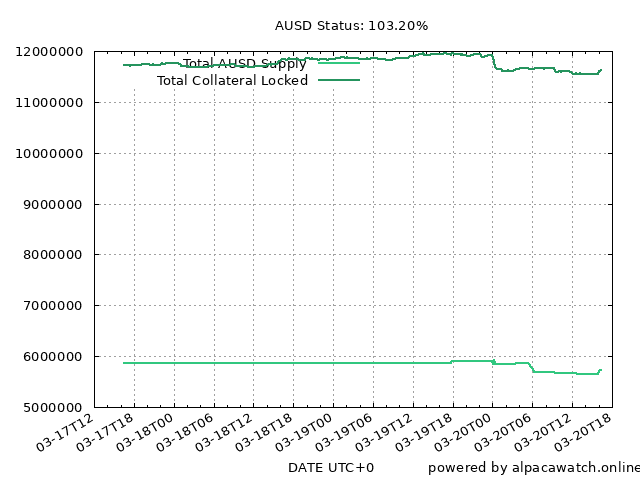 AUSD Status: 103.20%
12000000
Total AUSD Supply
Total Collateral Locked
11000000
10000000
9000000
8000000
7000000
6000000
5000000
03-17T12
03-17T18
03-18T00
03-18T06
03-18T12
03-18T18
03-19T00
03-19T06
03-19T12
03-19T18
03-20T00
03-20T06
03-20T12
03-20T18
DATE UTC+0
powered by alpacawatch.online